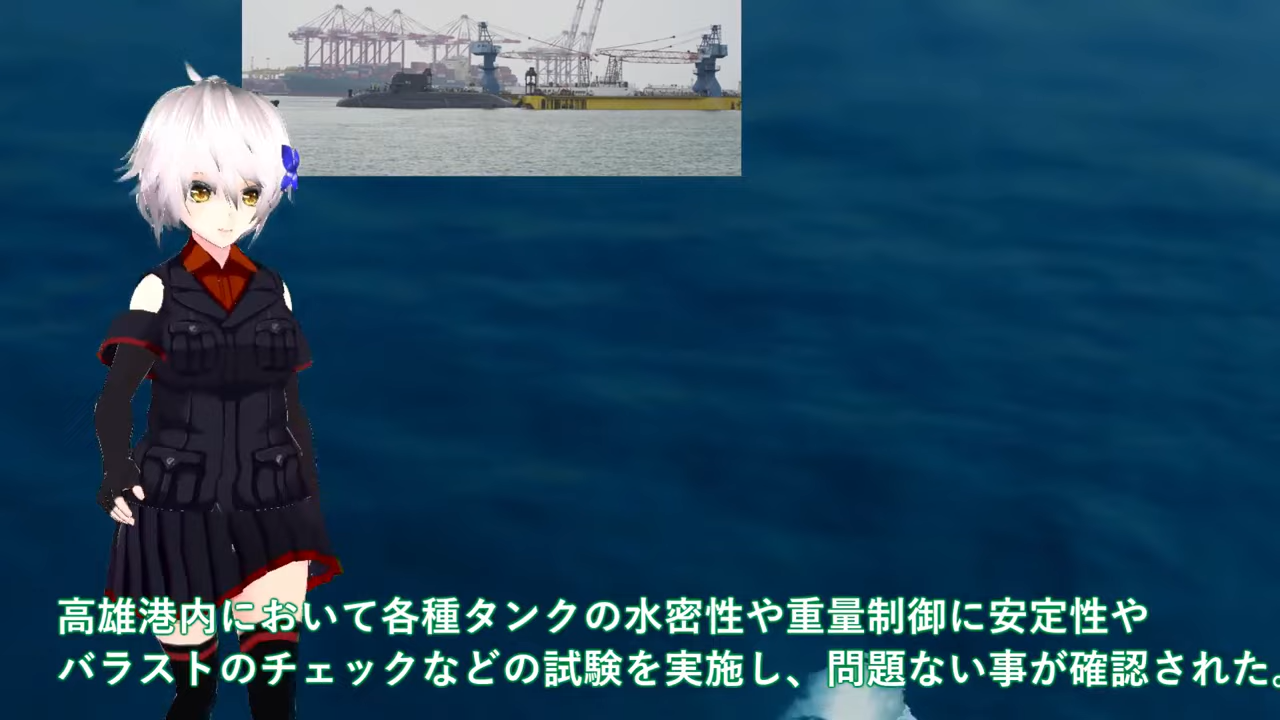 高雄港内において各種タンクの水密性や重量制御に安定性や
バラストのチェックなどの試験を実施し、問題ない事が確認された。